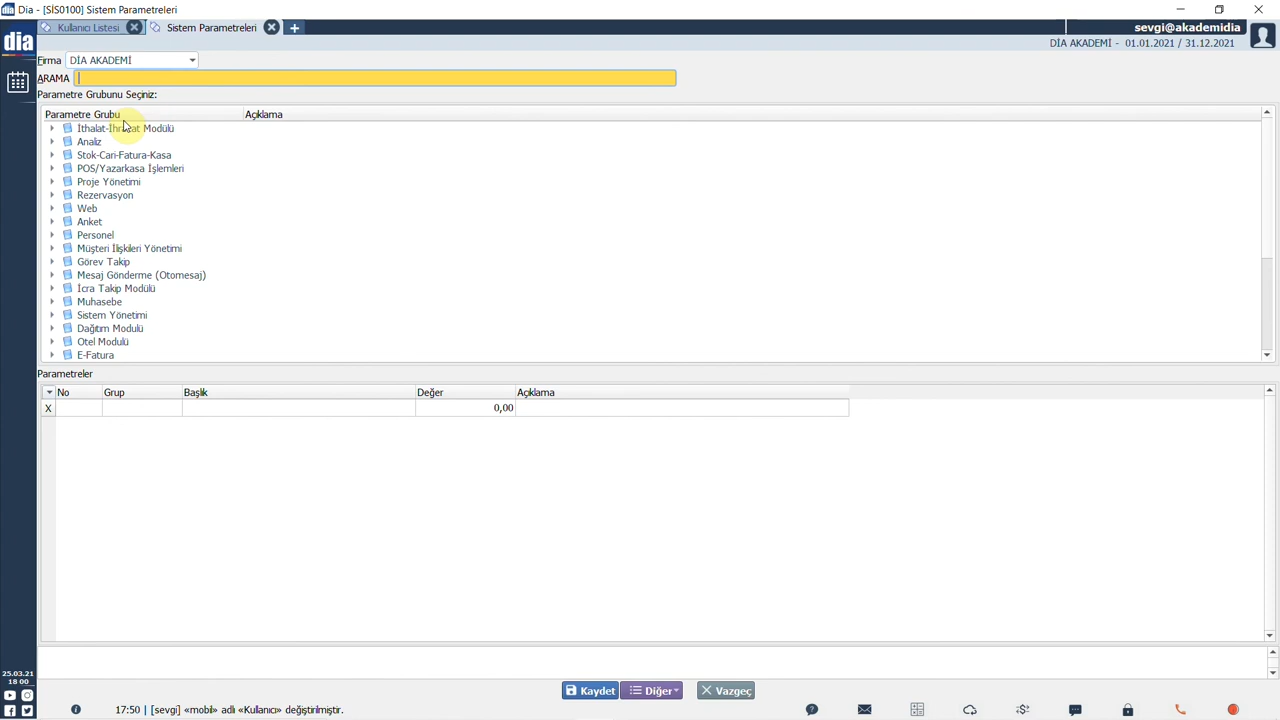 Dia - [SİS0100] Sistem Parametreleri
Kullanıcı Listesi
Sistem Parametreleri
sevgi@akademidia
DİA AKADEMİ - 01.01.2021 / 31.12.2021
dia
Firma DİA AKADEMİ
ARAMA
Parametre Grubunu Seçiniz:
Parametre Grubu Açıklama
İthalat-İhracat Modülü
Analiz
Stok-Cari-Fatura-Kasa
POS/Yazarkasa İşlemleri
Proje Yönetimi
Rezervasyon
Web
Anket
Personel
Müşteri İlişkileri Yönetimi
Görev Takip
Mesaj Gönderme (Otomesaj)
İcra Takip Modülü
Muhasebe
Sistem Yönetimi
Dağıtım Modulü
Otel Modulü
E-Fatura
Parametreler
No Grup Başlık Değer Açıklama
X 0,00
25.03.21
18 00
Kaydet Diğer Vazgeç
17:50 | [sevgi] «mobil» adlı «Kullanıcı» değiştirilmiştir.